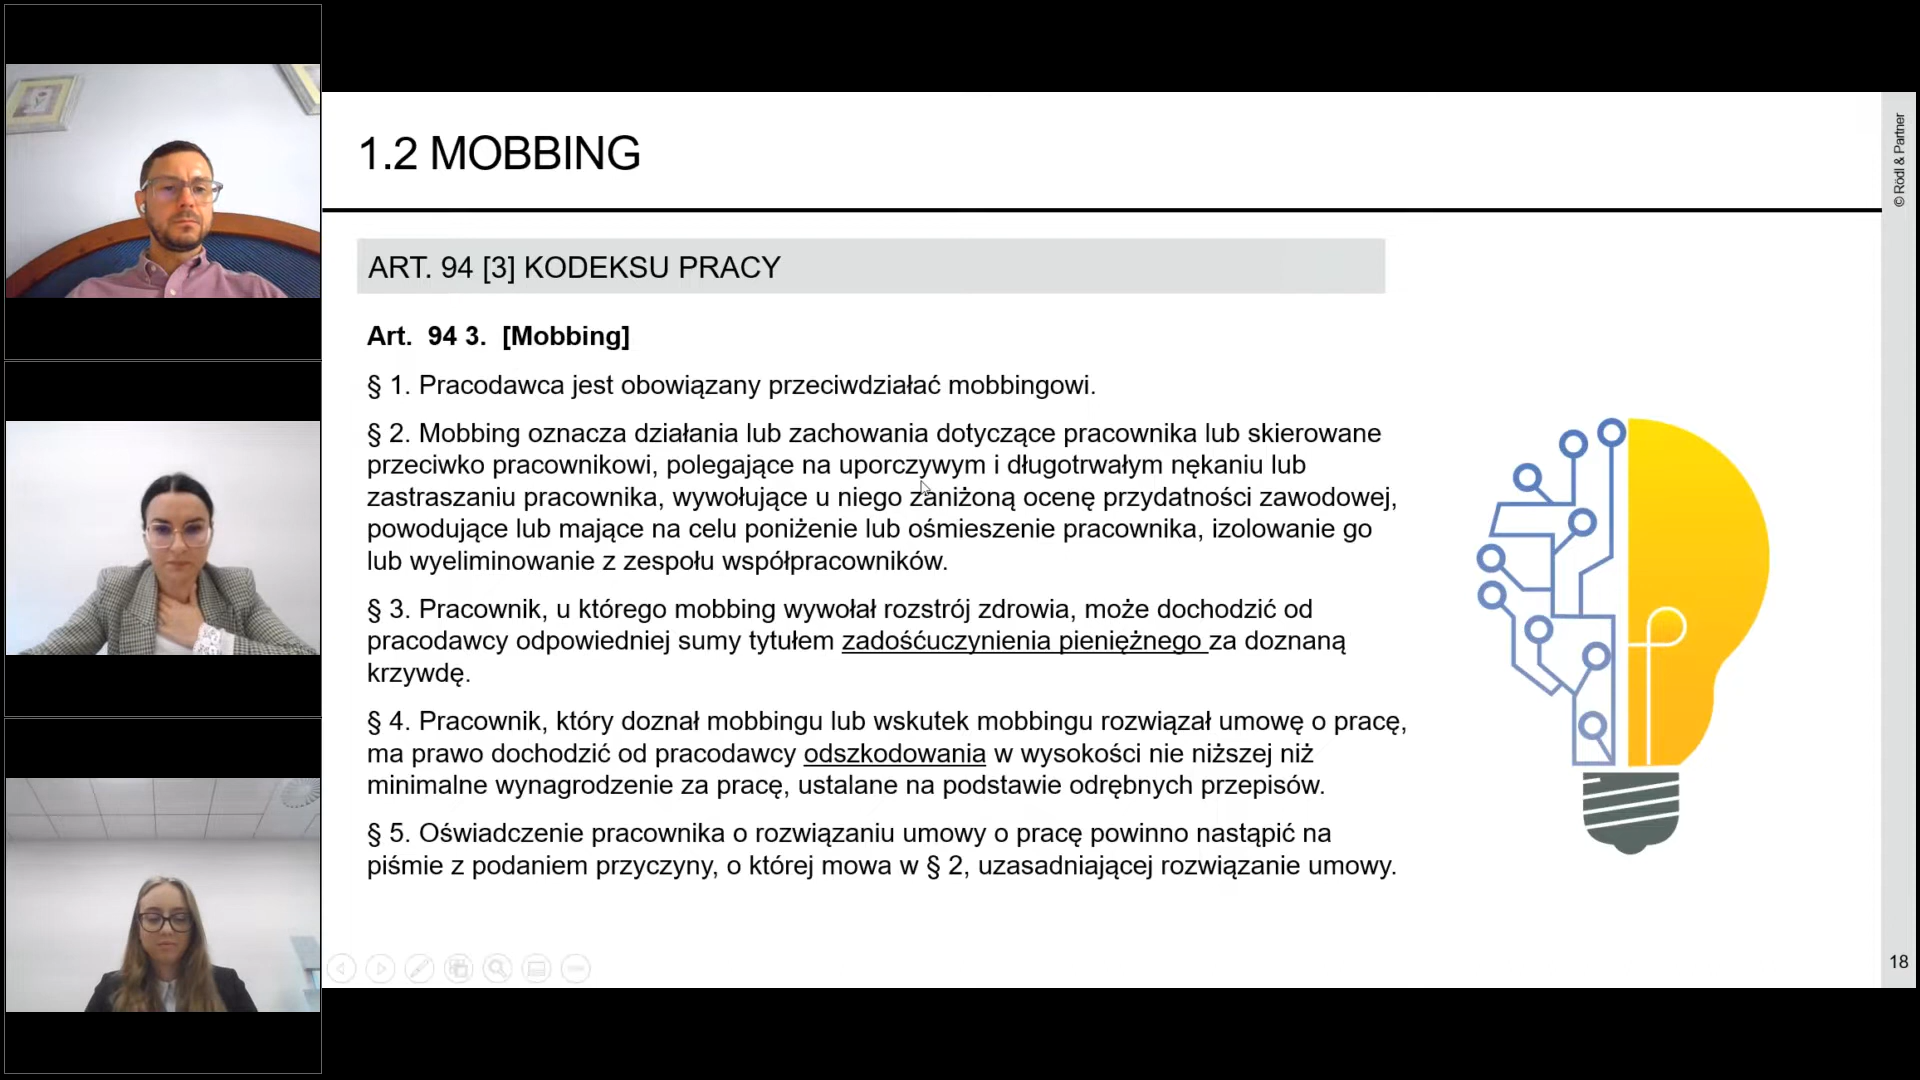 1.2 MOBBING
© Rödl & Partner
ART. 94 [3] KODEKSU PRACY
Art. 94 3. [Mobbing]
§ 1. Pracodawca jest obowiązany przeciwdziałać mobbingowi.
§ 2. Mobbing oznacza działania lub zachowania dotyczące pracownika lub skierowane
przeciwko pracownikowi, polegające na uporczywym i długotrwałym nękaniu lub
zastraszaniu pracownika, wywołujące u niego zaniżoną ocenę przydatności zawodowej,
powodujące lub mające na celu poniżenie lub ośmieszenie pracownika, izolowanie go
lub wyeliminowanie z zespołu współpracowników.
§ 3. Pracownik, u którego mobbing wywołał rozstrój zdrowia, może dochodzić od
pracodawcy odpowiedniej sumy tytułem zadośćuczynienia pieniężnego za doznaną
krzywdę.
§ 4. Pracownik, który doznał mobbingu lub wskutek mobbingu rozwiązał umowę o pracę,
ma prawo dochodzić od pracodawcy odszkodowania w wysokości nie niższej niż
minimalne wynagrodzenie za pracę, ustalane na podstawie odrębnych przepisów.
§ 5. Oświadczenie pracownika o rozwiązaniu umowy o pracę powinno nastąpić na
piśmie z podaniem przyczyny, o której mowa w § 2, uzasadniającej rozwiązanie umowy.
18